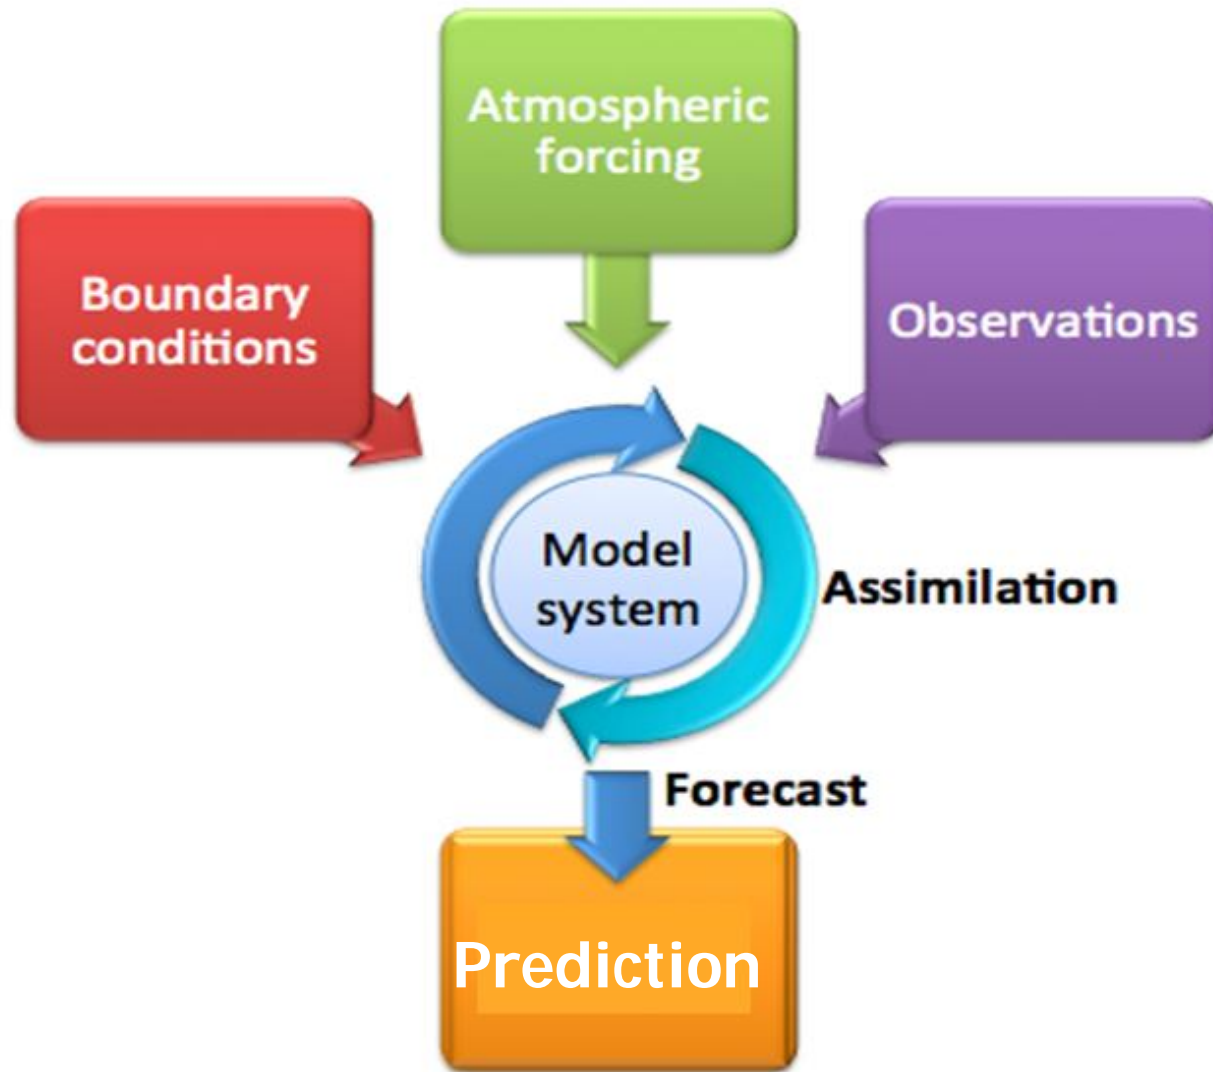 Atmospheric
forcing
Boundary
conditions
Observations
Model
system
Assimilation
Forecast
Prediction